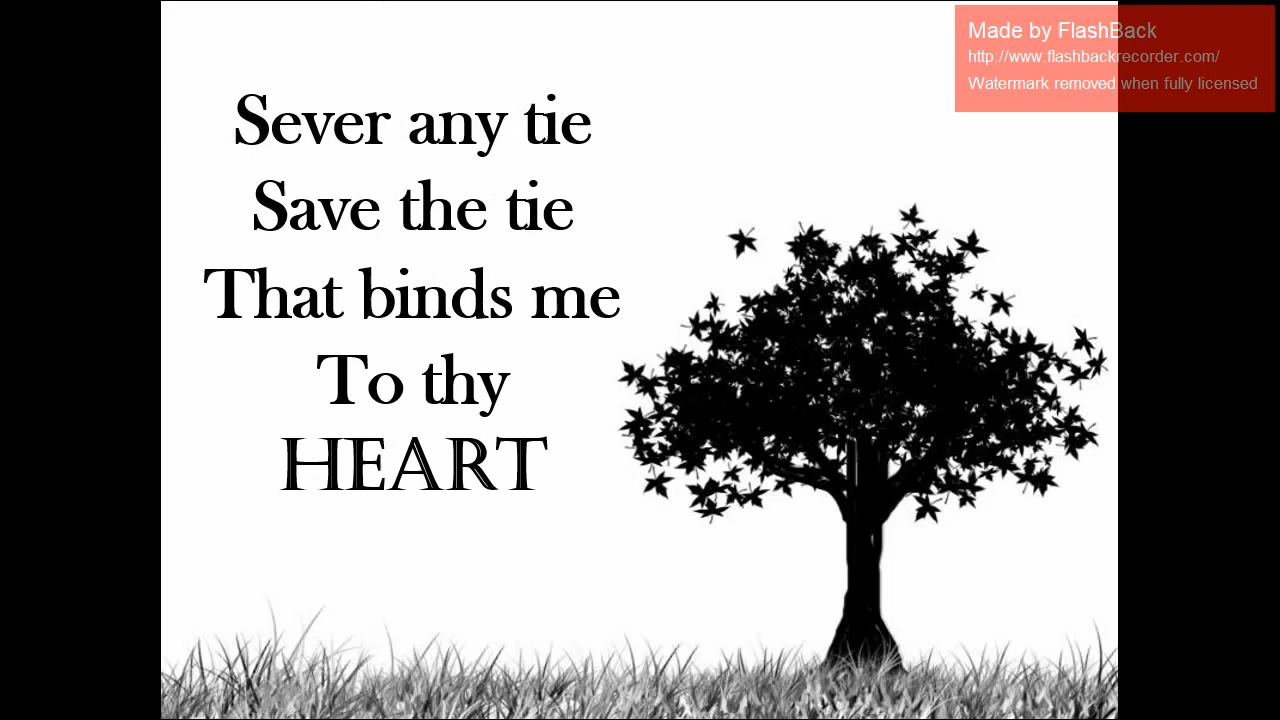 Made by FlashBack
http://www.flashbackrecorder.com/
Watermark removed when fully licensed
Sever any tie
Save the tie
That binds me
To thy
HEART